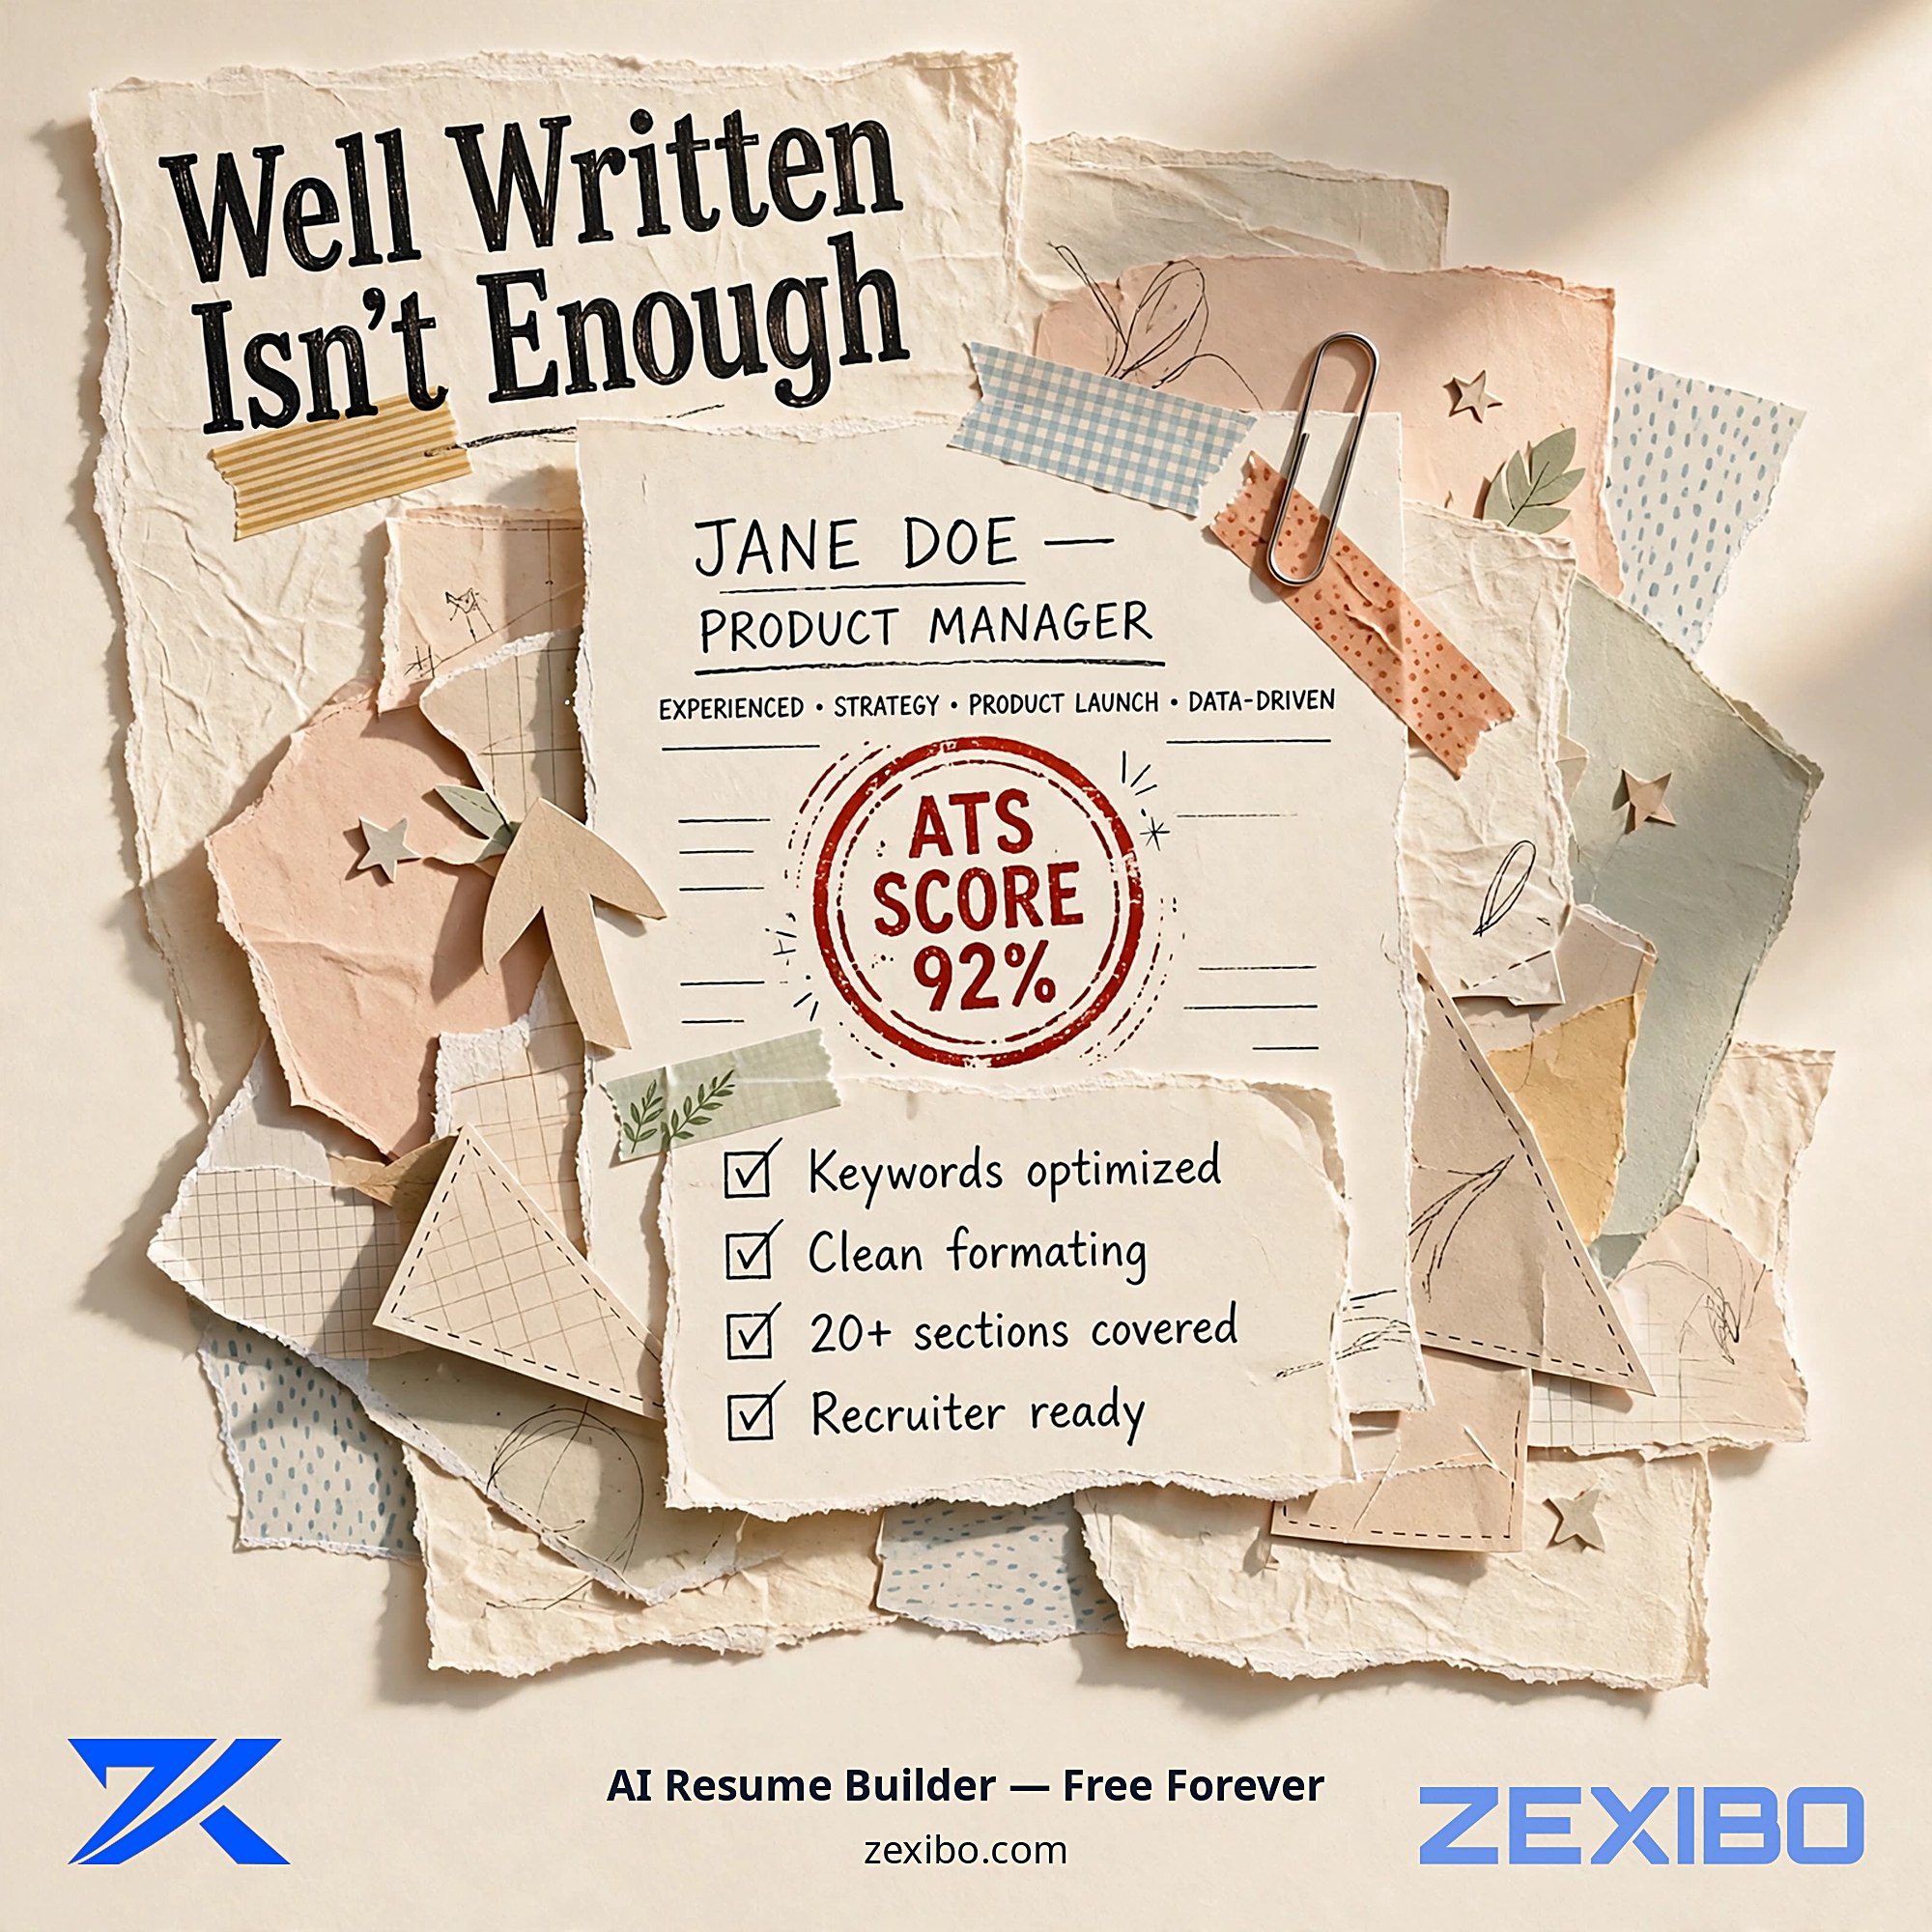 Well Written
Isn't Enough
JANE DOE —
PRODUCT MANAGER
EXPERIENCED • STRATEGY • PRODUCT LAUNCH • DATA-DRIVEN
ATS
SCORE
92%
Keywords optimized
Clean formating
20+ sections covered
Recruiter ready
AI Resume Builder — Free Forever
zexibo.com
ZEXIBO